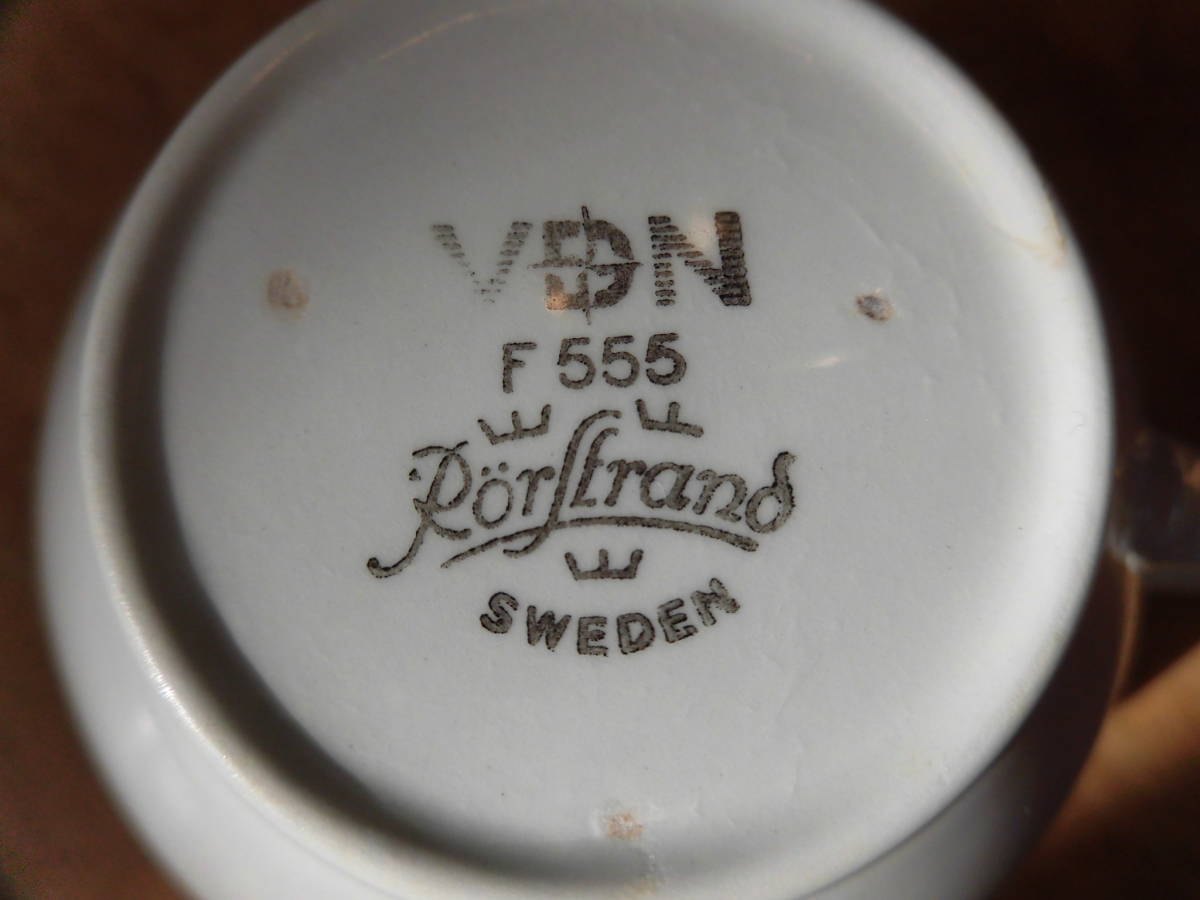 VDN
F 555
Rörstrand
SWEDEN